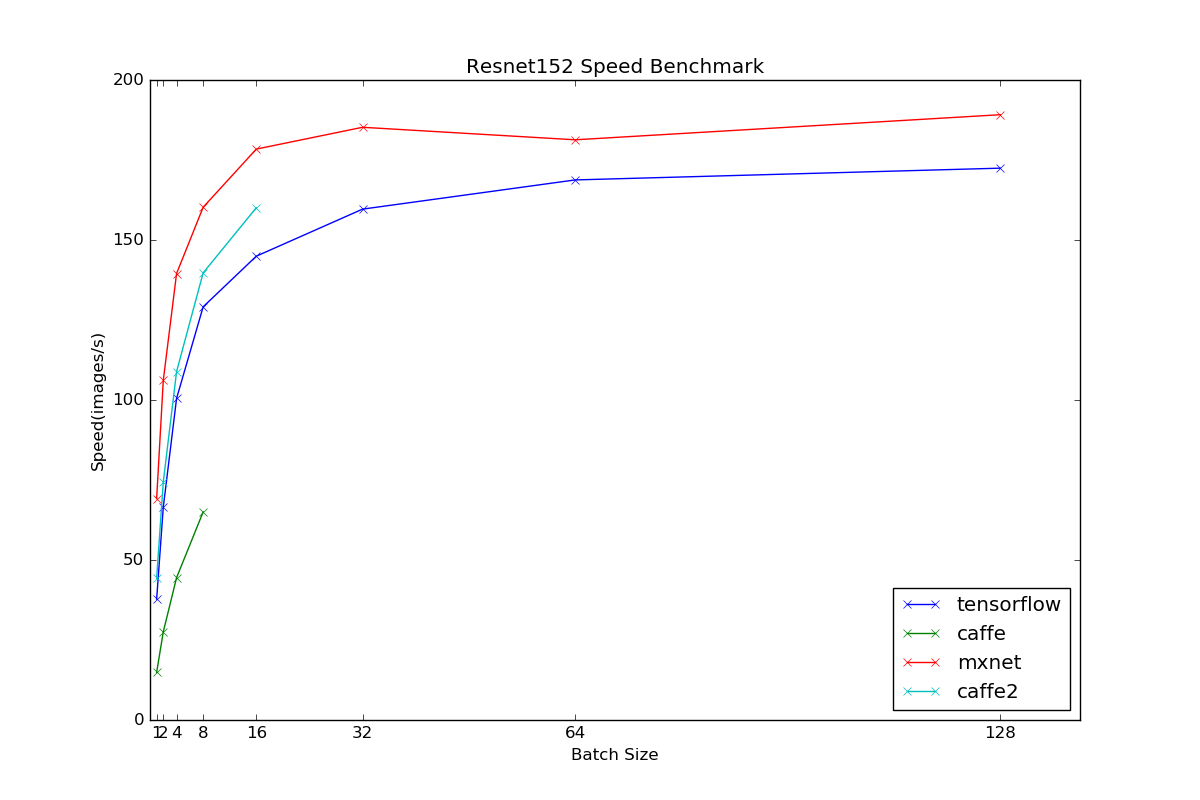 Resnet152 Speed Benchmark
200
150
100
50
0
Speed(images/s)
1 2 4 8 16 32 64 128
Batch Size
tensorflow
caffe
mxnet
caffe2